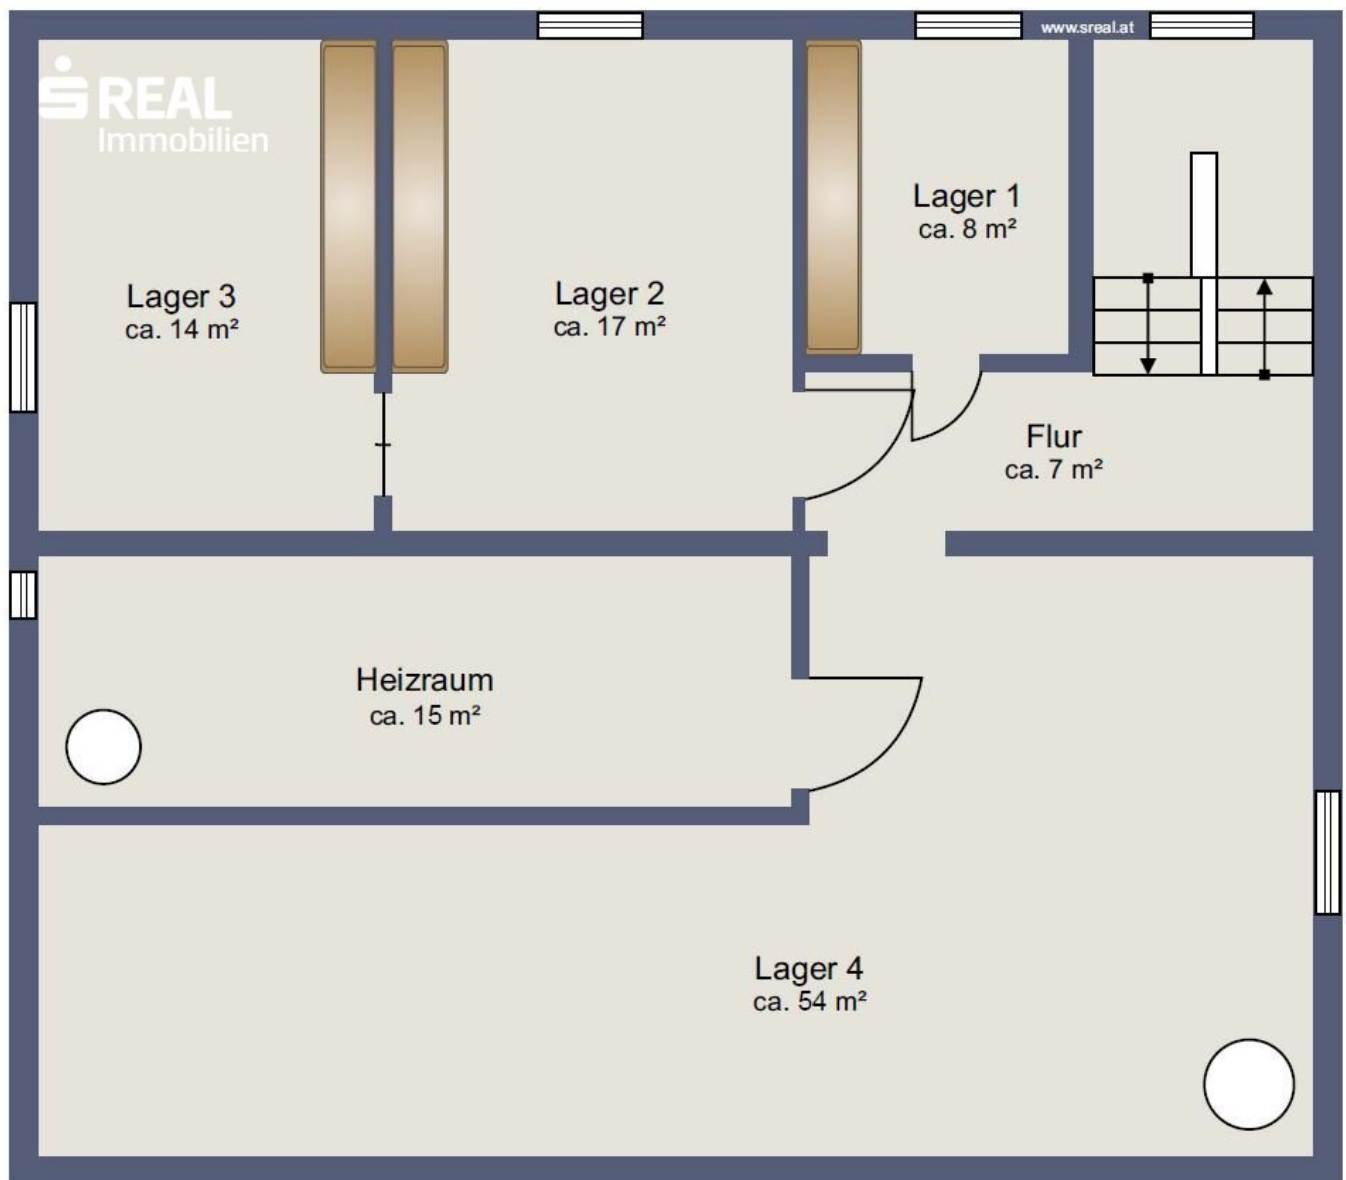 www.sreal.at
S REAL
Immobilien
Lager 1
ca. 8 m²
Lager 3
ca. 14 m²
Lager 2
ca. 17 m²
Flur
ca. 7 m²
Heizraum
ca. 15 m²
Lager 4
ca. 54 m²